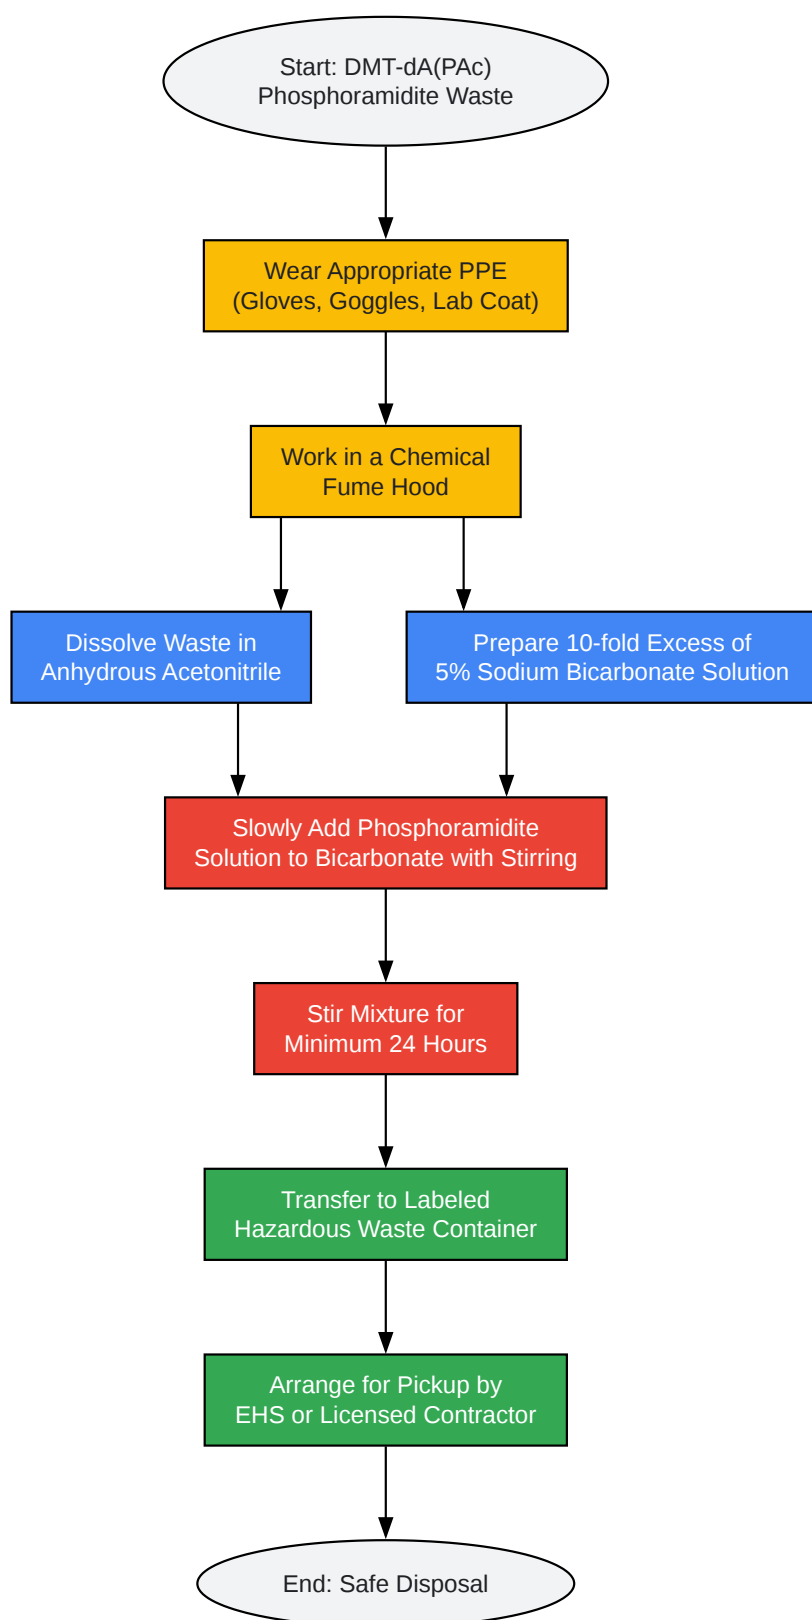 Start: DMT-dA(PAc)
Phosphoramidite Waste
Wear Appropriate PPE
(Gloves, Goggles, Lab Coat)
Work in a Chemical
Fume Hood
Dissolve Waste in
Anhydrous Acetonitrile
Prepare 10-fold Excess of
5% Sodium Bicarbonate Solution
Slowly Add Phosphoramidite
Solution to Bicarbonate with Stirring
Stir Mixture for
Minimum 24 Hours
Transfer to Labeled
Hazardous Waste Container
Arrange for Pickup by
EHS or Licensed Contractor
End: Safe Disposal